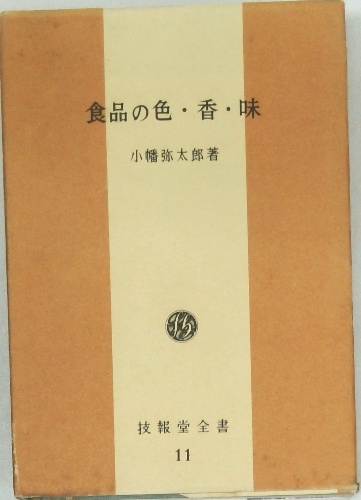 食品の色・香・味
小幡弥太郎著
技報堂全書
11